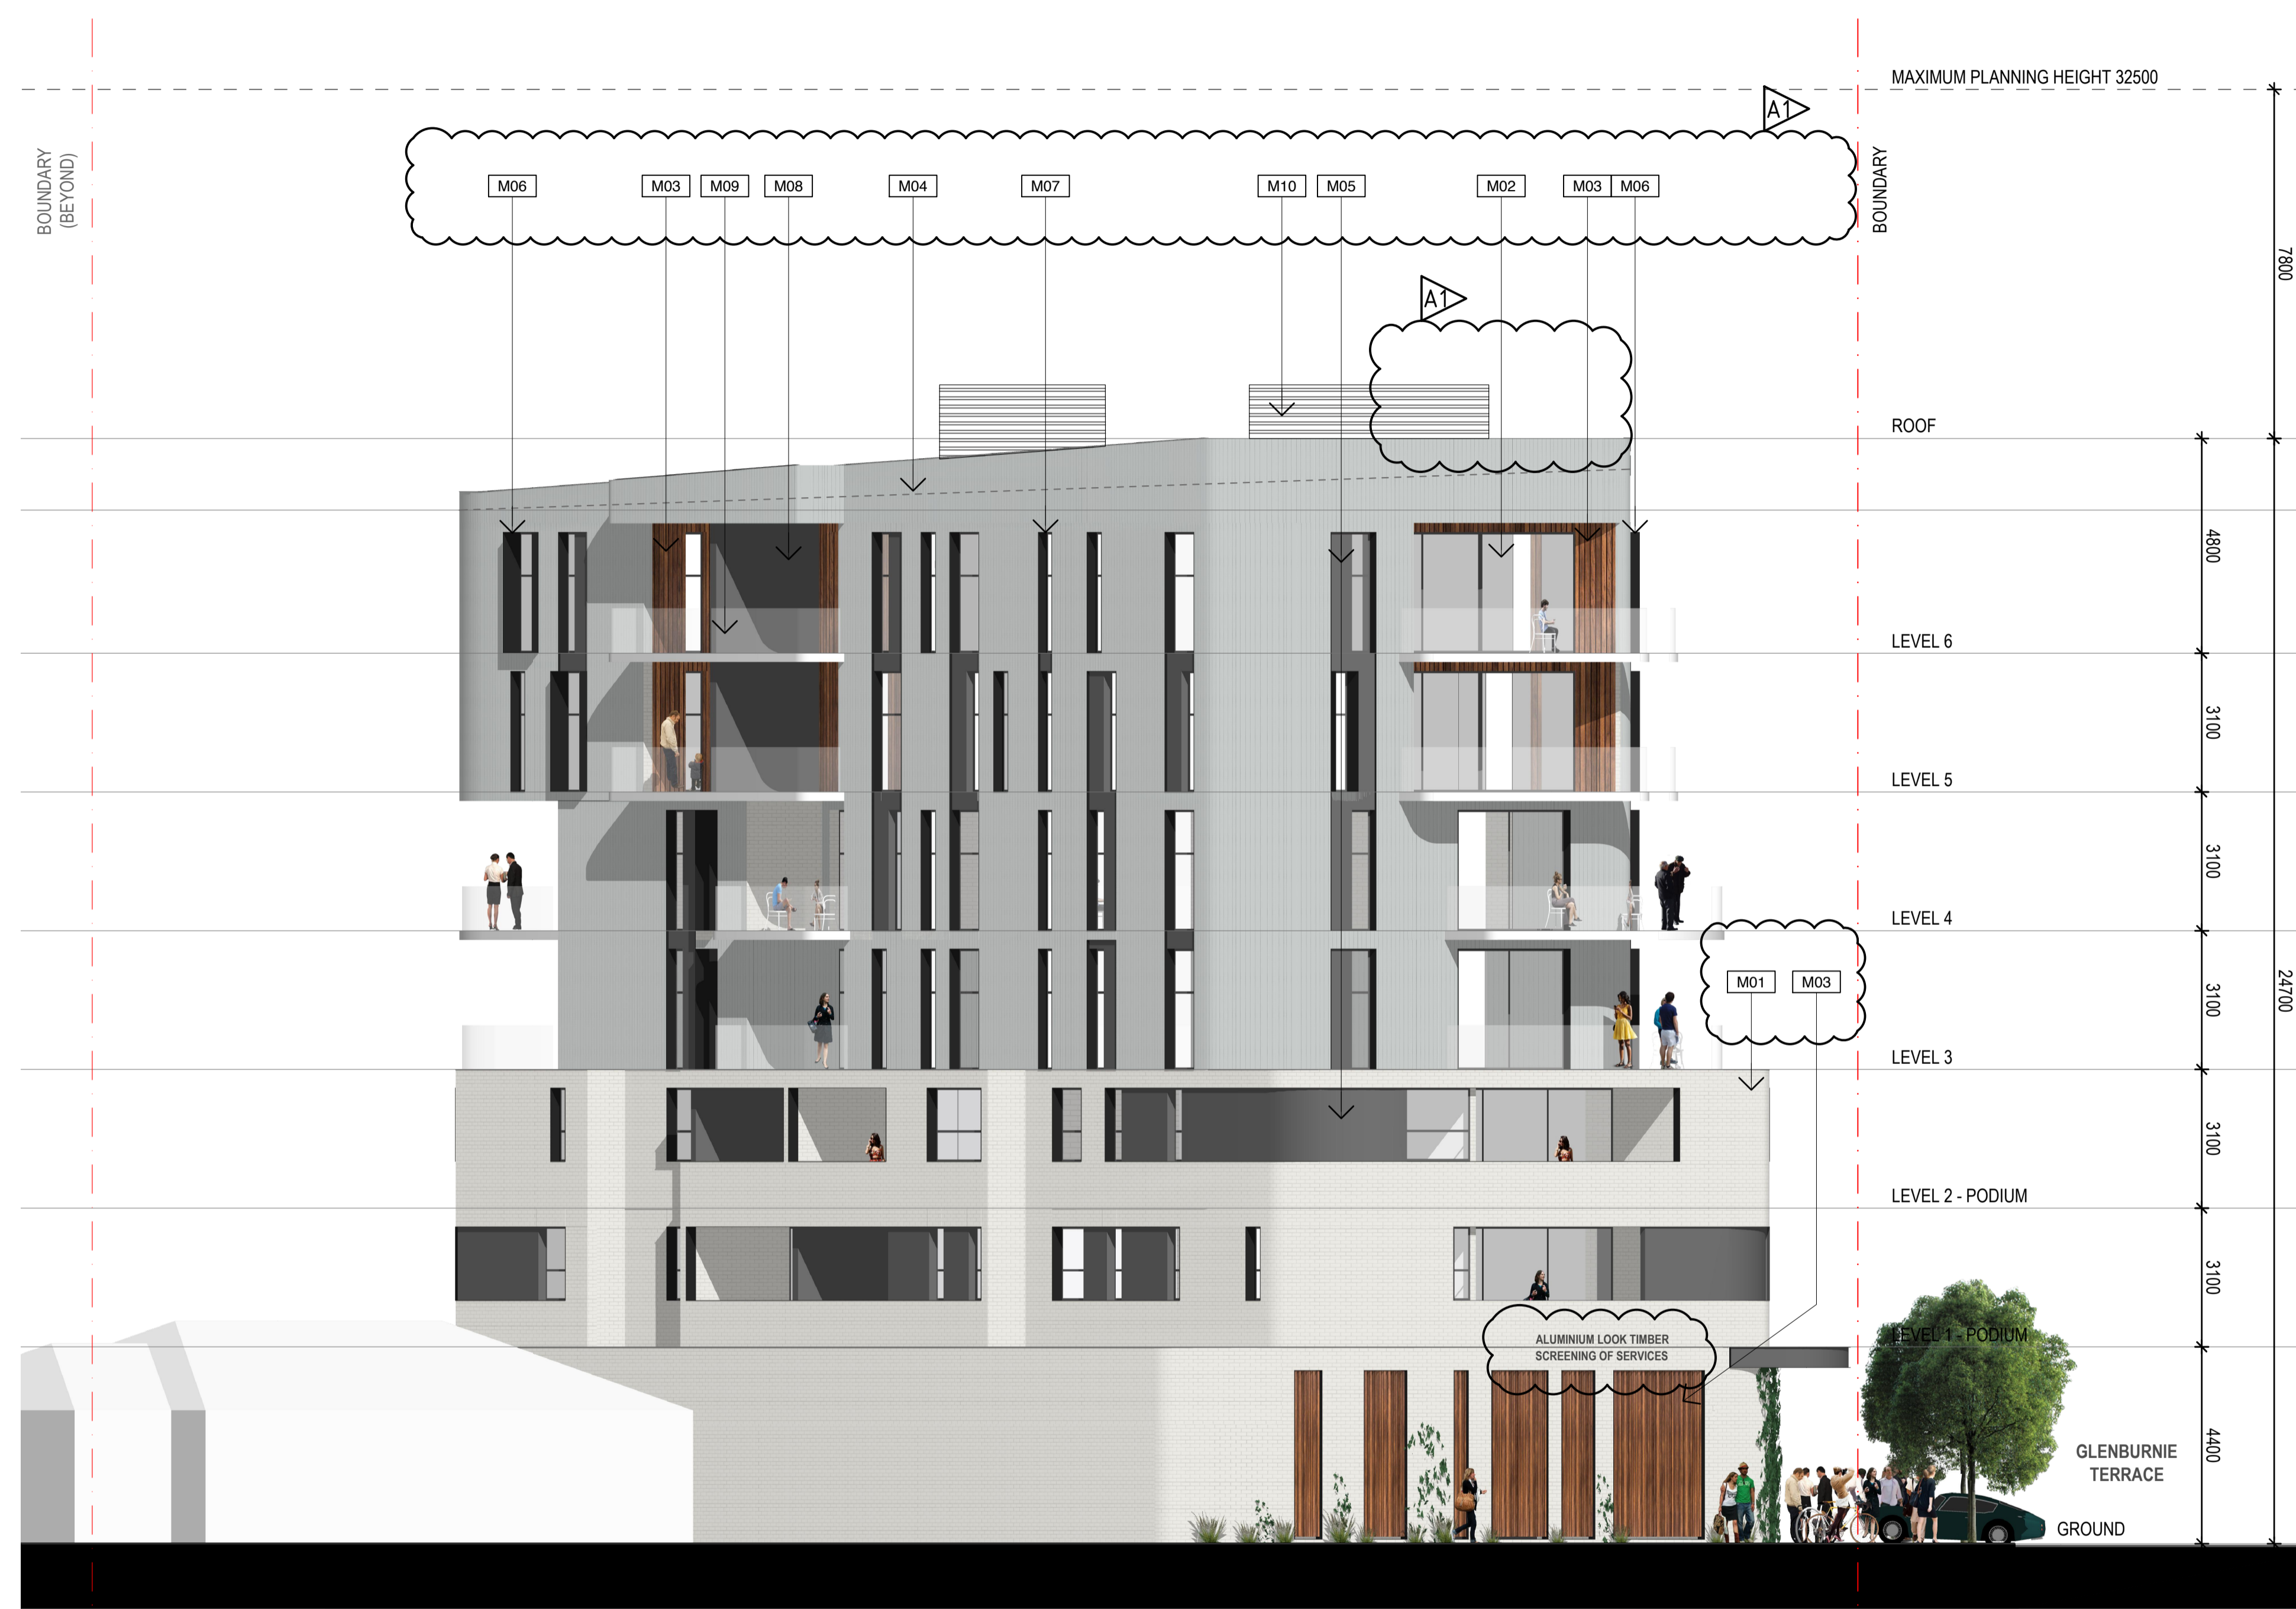 MAXIMUM PLANNING HEIGHT 32500
A1
BOUNDARY
(BEYOND)
M06
M03
M09
M08
M04
M07
M10
M05
M02
M03
M06
BOUNDARY
7800
A1
ROOF
4800
LEVEL 6
3100
LEVEL 5
3100
LEVEL 4
M01
M03
3100
24700
LEVEL 3
3100
LEVEL 2 - PODIUM
3100
LEVEL 1 - PODIUM
ALUMINIUM LOOK TIMBER
SCREENING OF SERVICES
4400
GLENBURNIE
TERRACE
GROUND